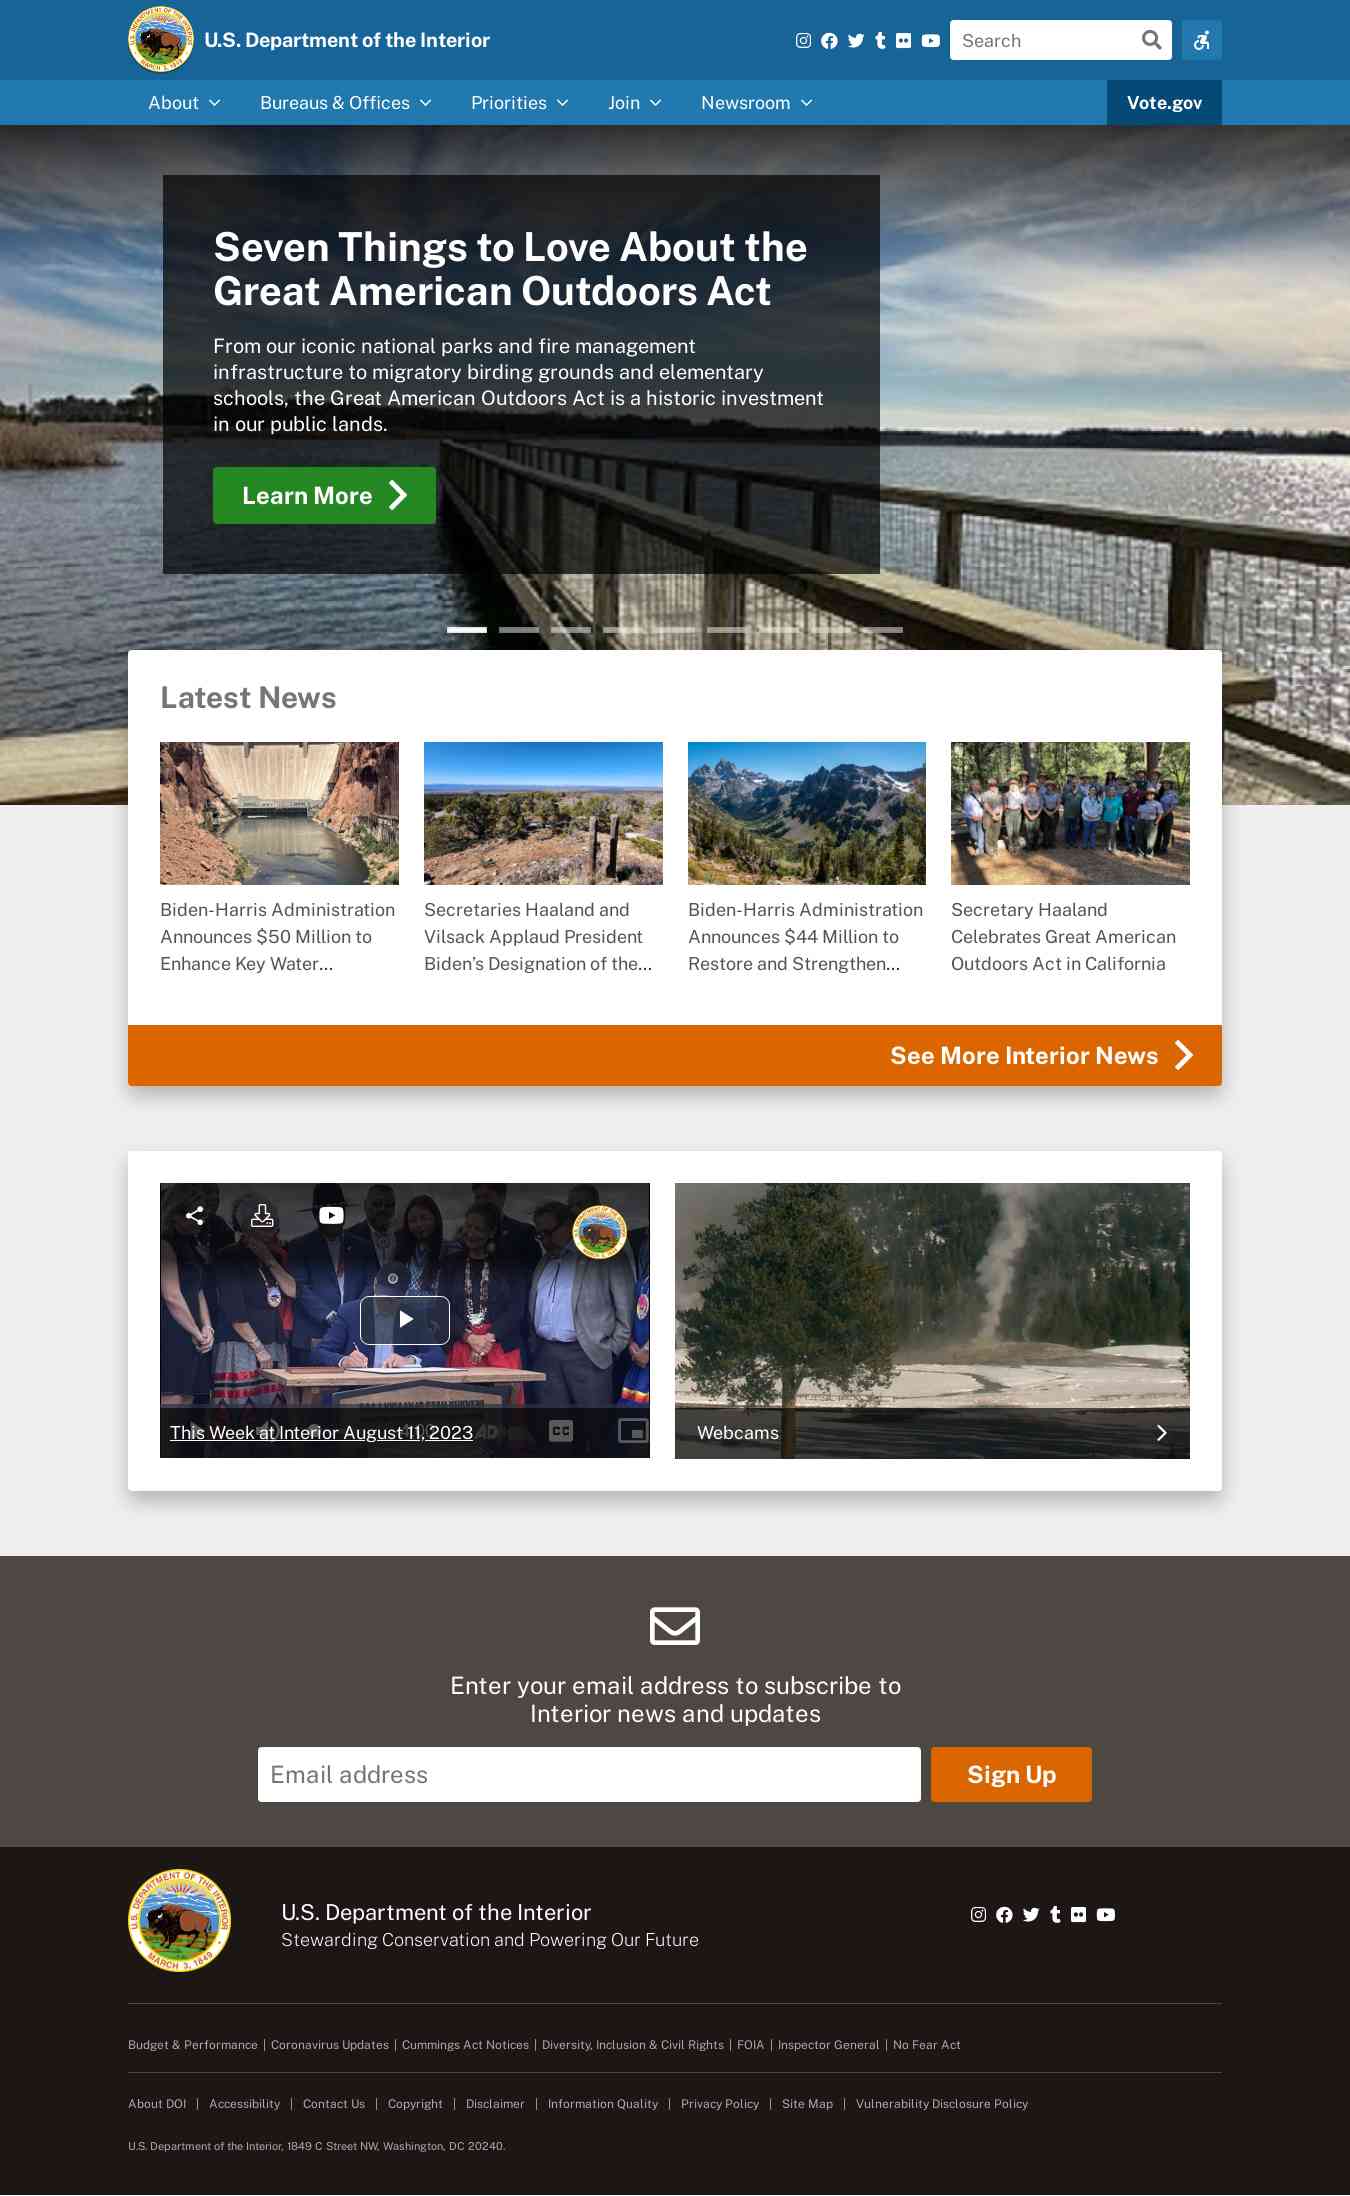 U.S. Department of the Interior
Search
About
Bureaus & Offices
Priorities
Join
Newsroom
Vote.gov
Seven Things to Love About the
Great American Outdoors Act
From our iconic national parks and fire management
infrastructure to migratory birding grounds and elementary
schools, the Great American Outdoors Act is a historic investment
in our public lands.
Learn More
Latest News
Biden-Harris Administration
Announces $50 Million to
Enhance Key Water...
Secretaries Haaland and
Vilsack Applaud President
Biden’s Designation of the...
Biden-Harris Administration
Announces $44 Million to
Restore and Strengthen...
Secretary Haaland
Celebrates Great American
Outdoors Act in California
See More Interior News
This Week at Interior August 11, 2023
AD
CC
Webcams
Enter your email address to subscribe to
Interior news and updates
Email address
Sign Up
U.S. DEPARTMENT OF THE INTERIOR
MARCH 3, 1849
U.S. Department of the Interior
Stewarding Conservation and Powering Our Future
Budget & Performance | Coronavirus Updates | Cummings Act Notices | Diversity, Inclusion & Civil Rights | FOIA | Inspector General | No Fear Act
About DOI | Accessibility | Contact Us | Copyright | Disclaimer | Information Quality | Privacy Policy | Site Map | Vulnerability Disclosure Policy
U.S. Department of the Interior, 1849 C Street NW, Washington, DC 20240.